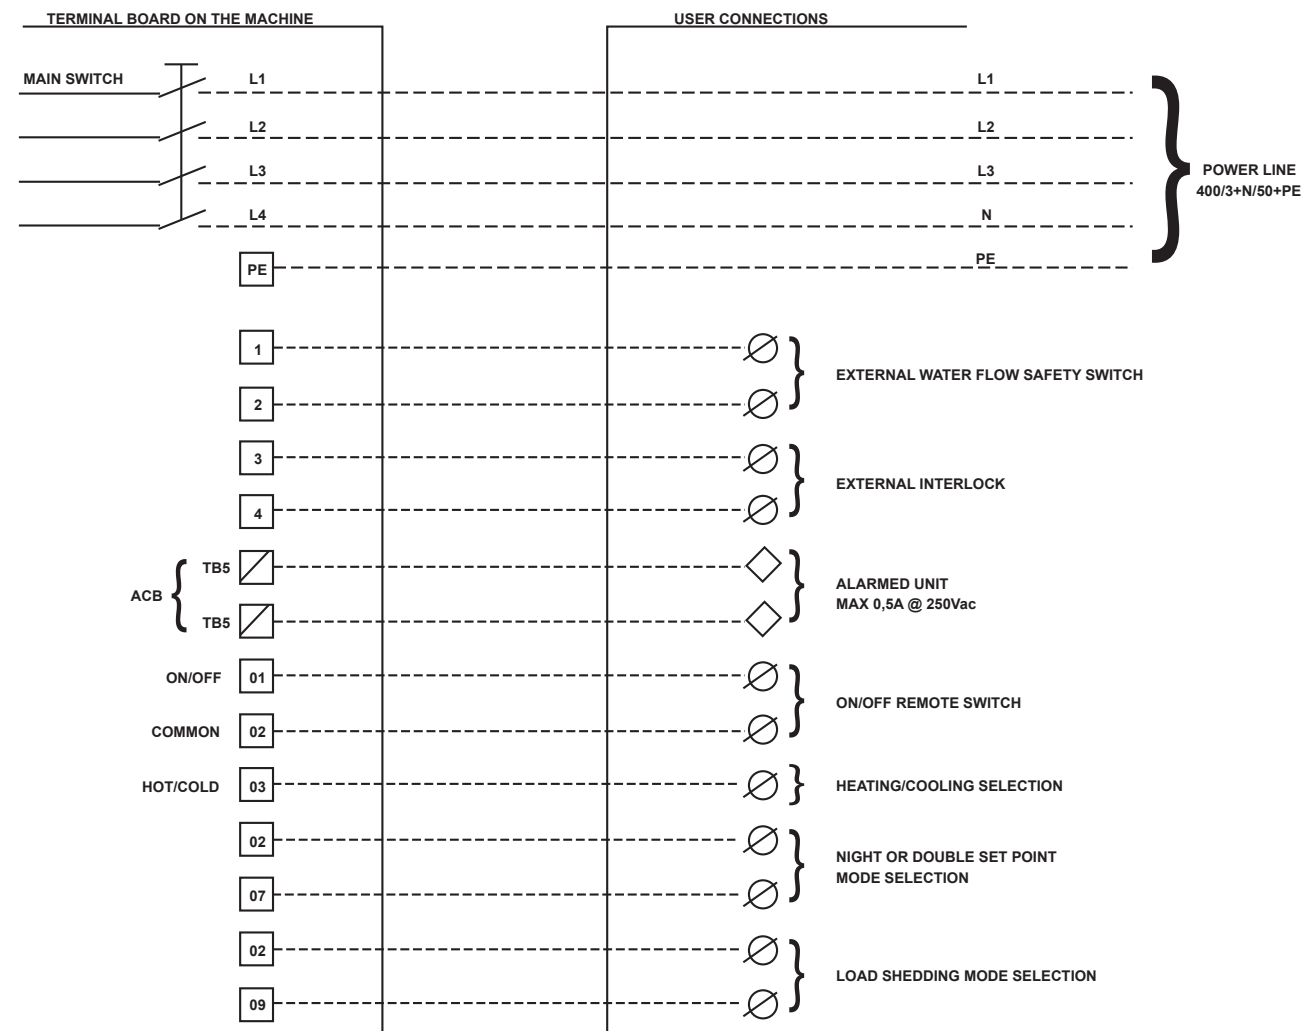 TERMINAL BOARD ON THE MACHINE
USER CONNECTIONS
MAIN SWITCH
L1
L1
L2
L2
L3
L3
POWER LINE
400/3+N/50+PE
L4
N
PE
PE
1
EXTERNAL WATER FLOW SAFETY SWITCH
2
3
EXTERNAL INTERLOCK
4
ACB
TB5
ALARMED UNIT
MAX 0,5A @ 250Vac
TB5
ON/OFF
01
ON/OFF REMOTE SWITCH
COMMON
02
HOT/COLD
03
HEATING/COOLING SELECTION
02
NIGHT OR DOUBLE SET POINT
MODE SELECTION
07
02
LOAD SHEDDING MODE SELECTION
09